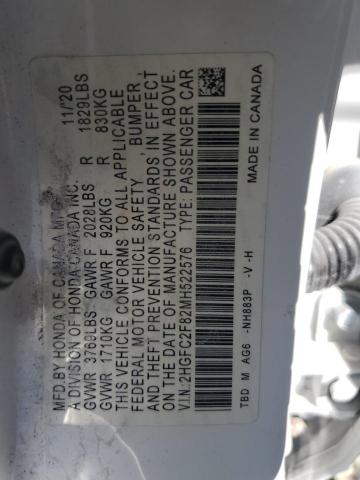 MFD. BY HONDA OF CANADA MFG. 11/20
A DIVISION OF HONDA CANADA INC.
GVWR 3769LBS GAWR F 2028LBS R 1829LBS
GVWR 1710KG GAWR F 920KG R 830KG
THIS VEHICLE CONFORMS TO ALL APPLICABLE
FEDERAL MOTOR VEHICLE SAFETY, BUMPER,
AND THEFT PREVENTION STANDARDS IN EFFECT
ON THE DATE OF MANUFACTURE SHOWN ABOVE.
V.I.N.: 2HGFC2F82MH522576 TYPE: PASSENGER CAR
TBD M AG6 -NH883P -V -H MADE IN CANADA